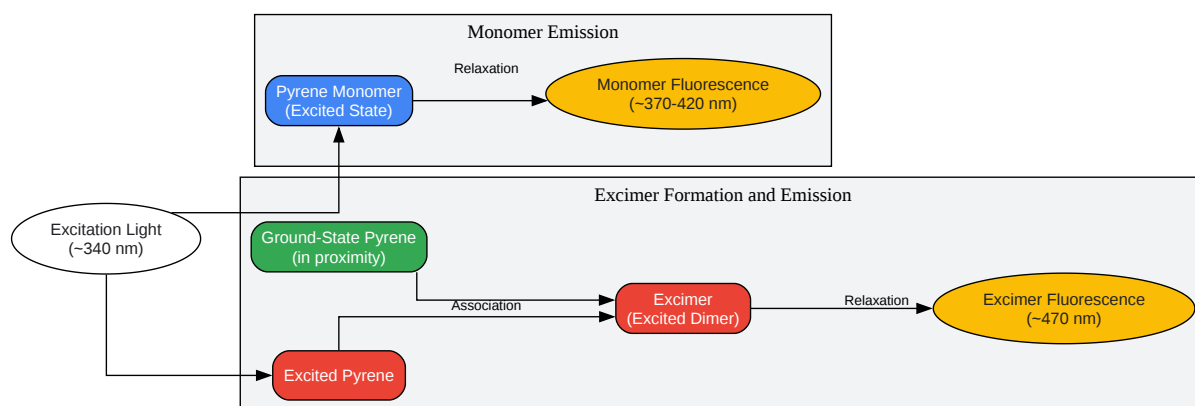 Monomer Emission
Pyrene Monomer
(Excited State)
Relaxation
Monomer Fluorescence
(~370-420 nm)
Excimer Formation and Emission
Excitation Light
(~340 nm)
Ground-State Pyrene
(in proximity)
Association
Excimer
(Excited Dimer)
Relaxation
Excimer Fluorescence
(~470 nm)
Excited Pyrene